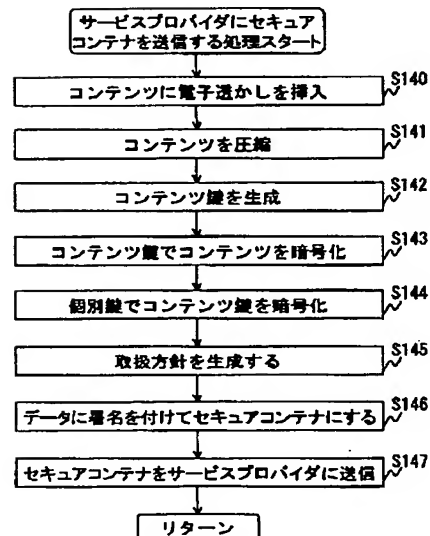 サービスプロバイダにセキュア
コンテナを送信する処理スタート
S140
コンテンツに電子透かしを挿入
S141
コンテンツを圧縮
S142
コンテンツ鍵を生成
S143
コンテンツ鍵でコンテンツを暗号化
S144
個別鍵でコンテンツ鍵を暗号化
S145
取扱方針を生成する
S146
データに署名を付けてセキュアコンテナにする
S147
セキュアコンテナをサービスプロバイダに送信
リターン